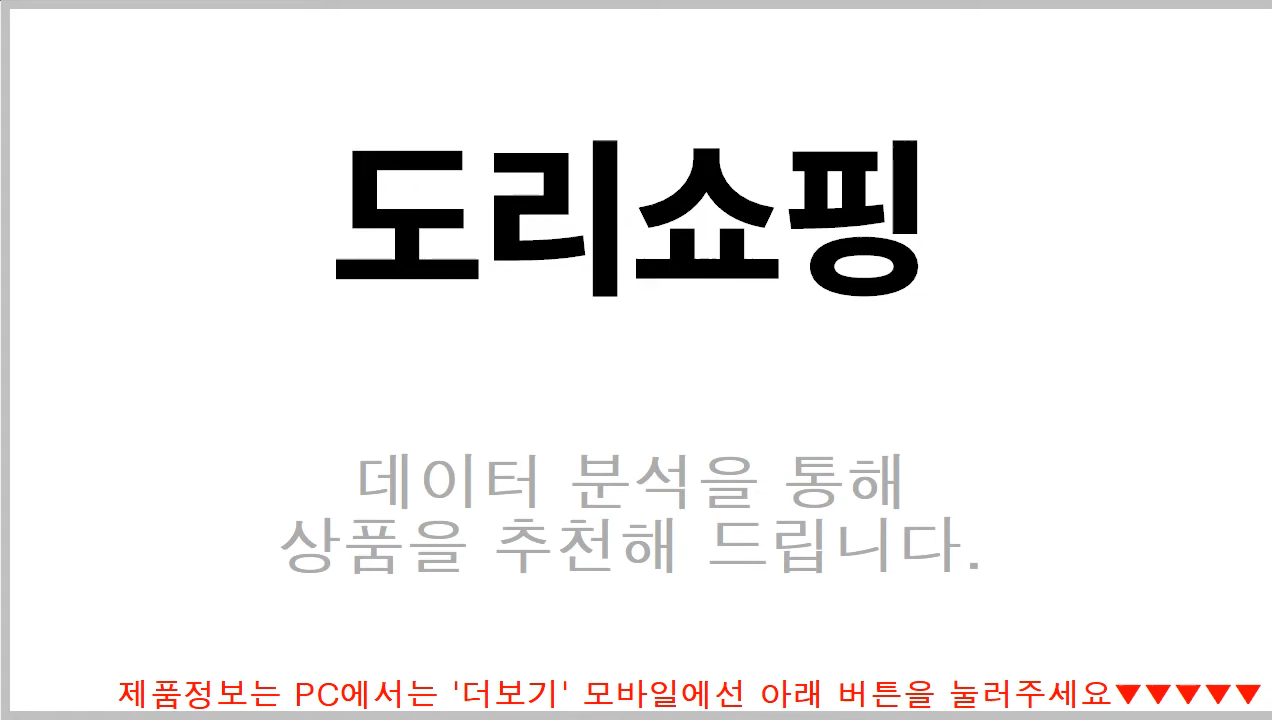 도리쇼핑
데이터 분석을 통해
상품을 추천해 드립니다.
제품정보는 PC에서는 '더보기' 모바일에선 아래 버튼을 눌러주세요▼▼▼▼▼